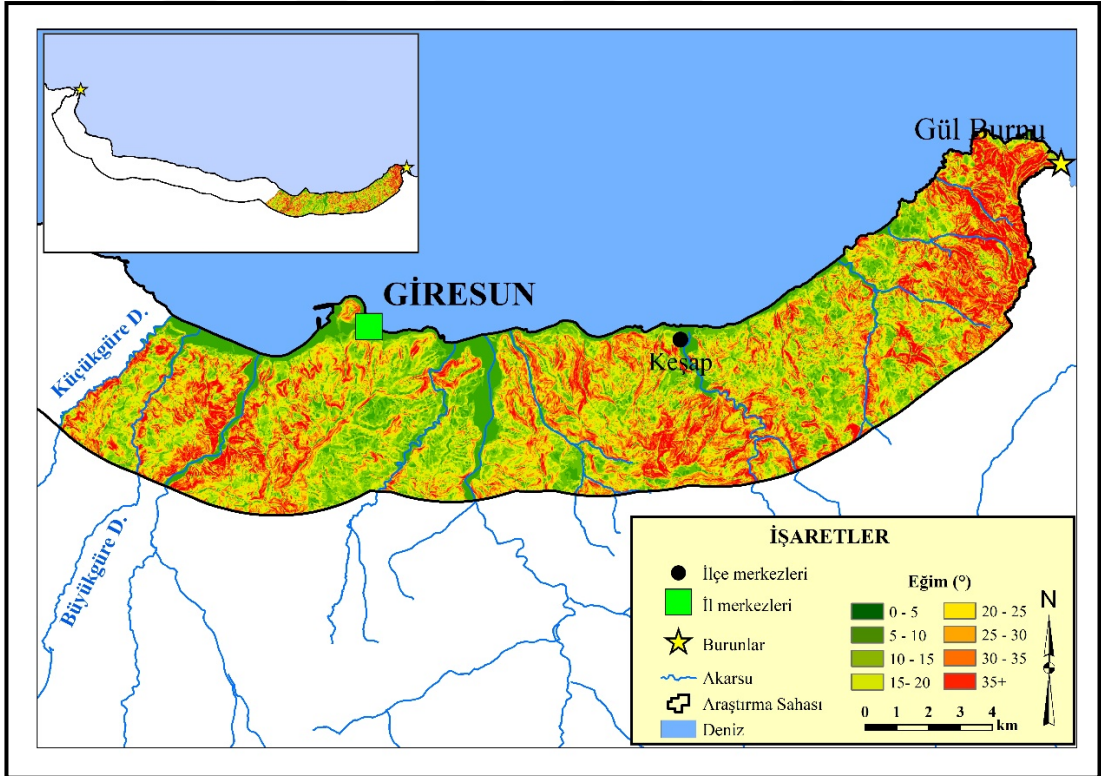 Gül Burnu
GİRESUN
Keşap
Küçükgüre D.
Büyükgüre D.
İŞARETLER
İlçe merkezleri
İl merkezleri
Burunlar
Akarsu
Araştırma Sahası
Deniz
Eğim (°)
0 - 5
5 - 10
10 - 15
15- 20
20 - 25
25 - 30
30 - 35
35+
N
0 1 2 3 4
km